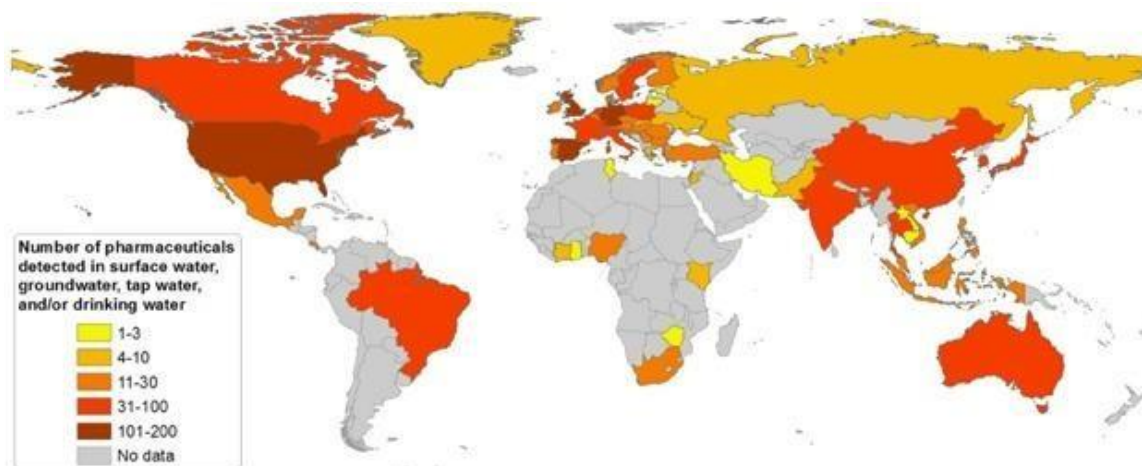 Number of pharmaceuticals
detected in surface water,
groundwater, tap water,
and/or drinking water
1-3
4-10
11-30
31-100
101-200
No data